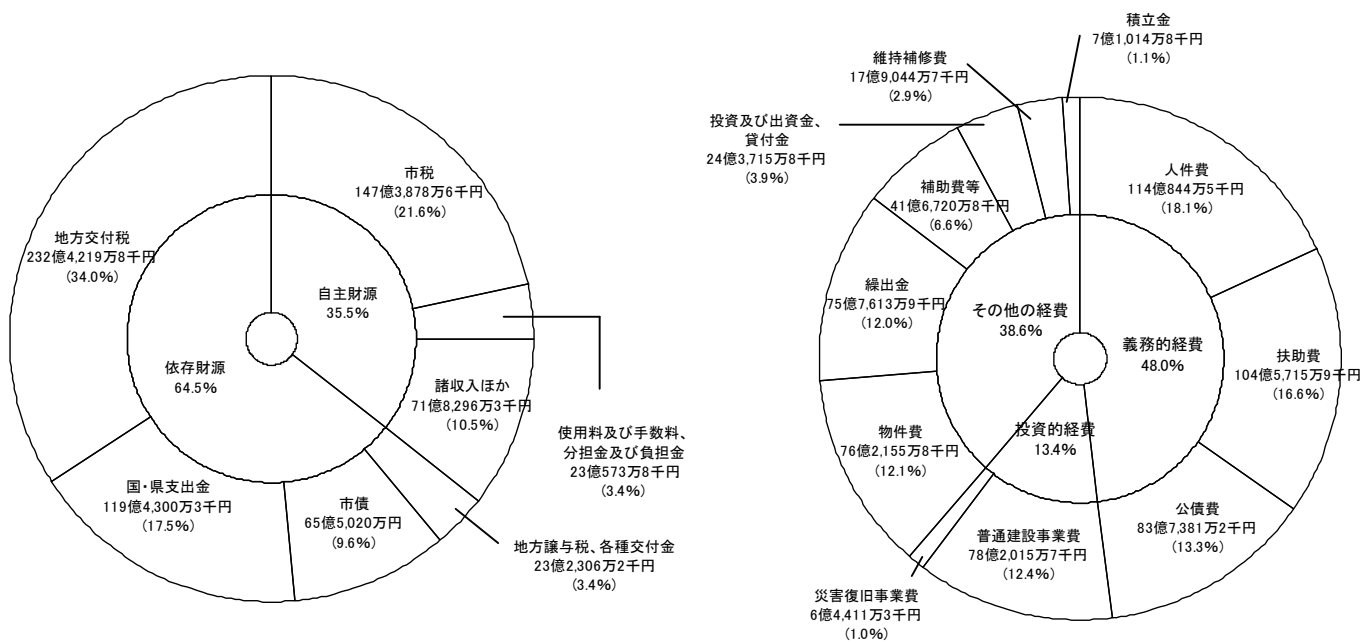 市税
147億3,878万6千円
(21.6%)
地方交付税
232億4,219万8千円
(34.0%)
自主財源
35.5%
依存財源
64.5%
諸収入ほか
71億8,296万3千円
(10.5%)
使用料及び手数料、
分担金及び負担金
23億573万8千円
(3.4%)
国・県支出金
119億4,300万3千円
(17.5%)
市債
65億5,020万円
(9.6%)
地方譲与税、各種交付金
23億2,306万2千円
(3.4%)
積立金
7億1,014万8千円
(1.1%)
維持補修費
17億9,044万7千円
(2.9%)
投資及び出資金、
貸付金
24億3,715万8千円
(3.9%)
補助費等
41億6,720万8千円
(6.6%)
人件費
114億844万5千円
(18.1%)
繰出金
75億7,613万9千円
(12.0%)
その他の経費
38.6%
義務的経費
48.0%
扶助費
104億5,715万9千円
(16.6%)
物件費
76億2,155万8千円
(12.1%)
投資的経費
13.4%
公債費
83億7,381万2千円
(13.3%)
普通建設事業費
78億2,015万7千円
(12.4%)
災害復旧事業費
6億4,411万3千円
(1.0%)